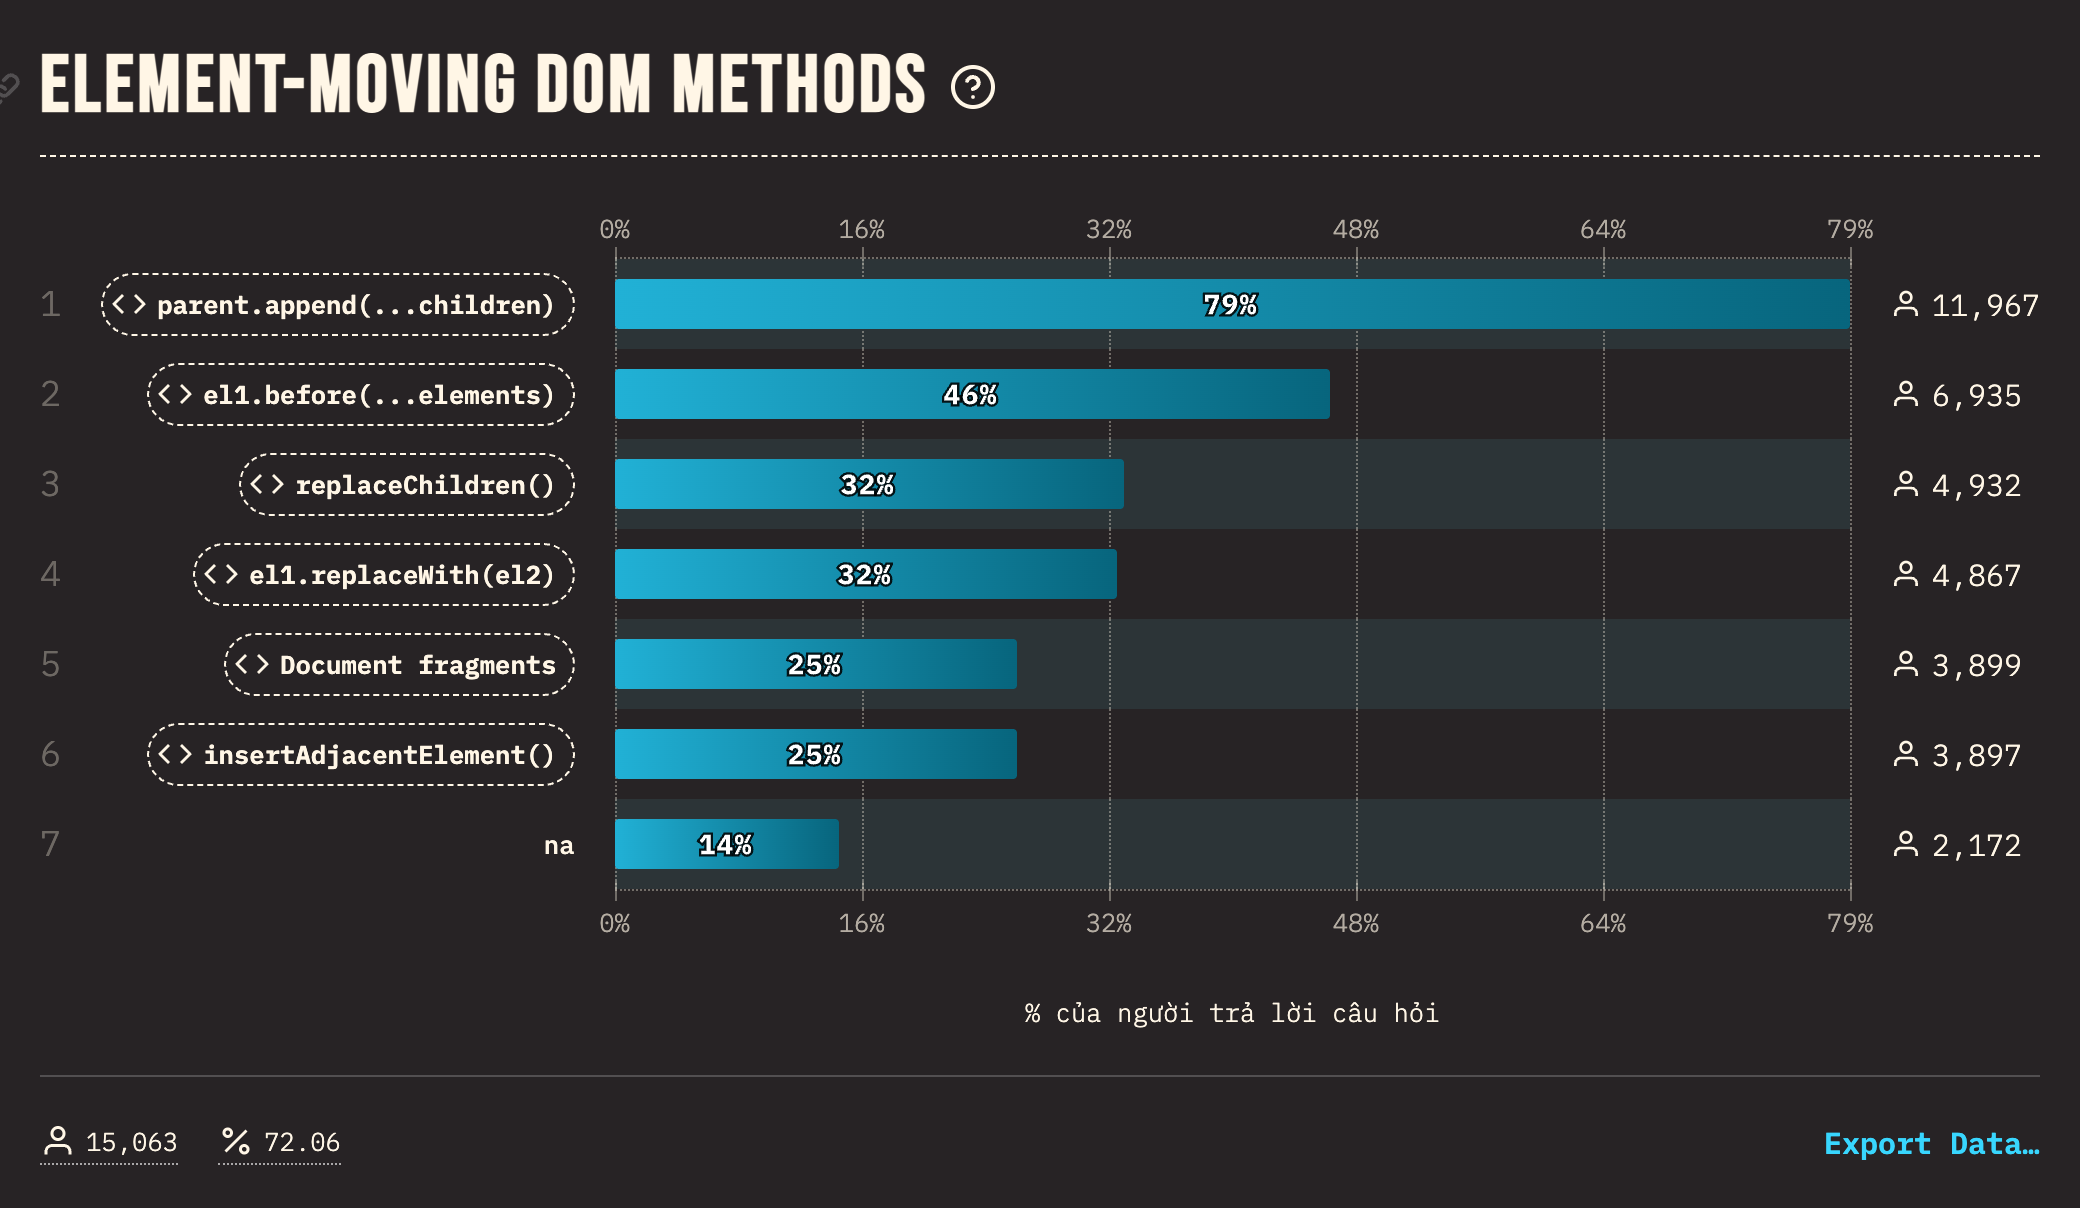 ELEMENT-MOVING DOM METHODS
0% 16% 32% 48% 64% 79%
1 <> parent.append(...children) 79% 11,967
2 <> el1.before(...elements) 46% 6,935
3 <> replaceChildren() 32% 4,932
4 <> el1.replaceWith(el2) 32% 4,867
5 <> Document fragments 25% 3,899
6 <> insertAdjacentElement() 25% 3,897
7 na 14% 2,172
0% 16% 32% 48% 64% 79%
% của người trả lời câu hỏi
15,063 % 72.06 Export Data…